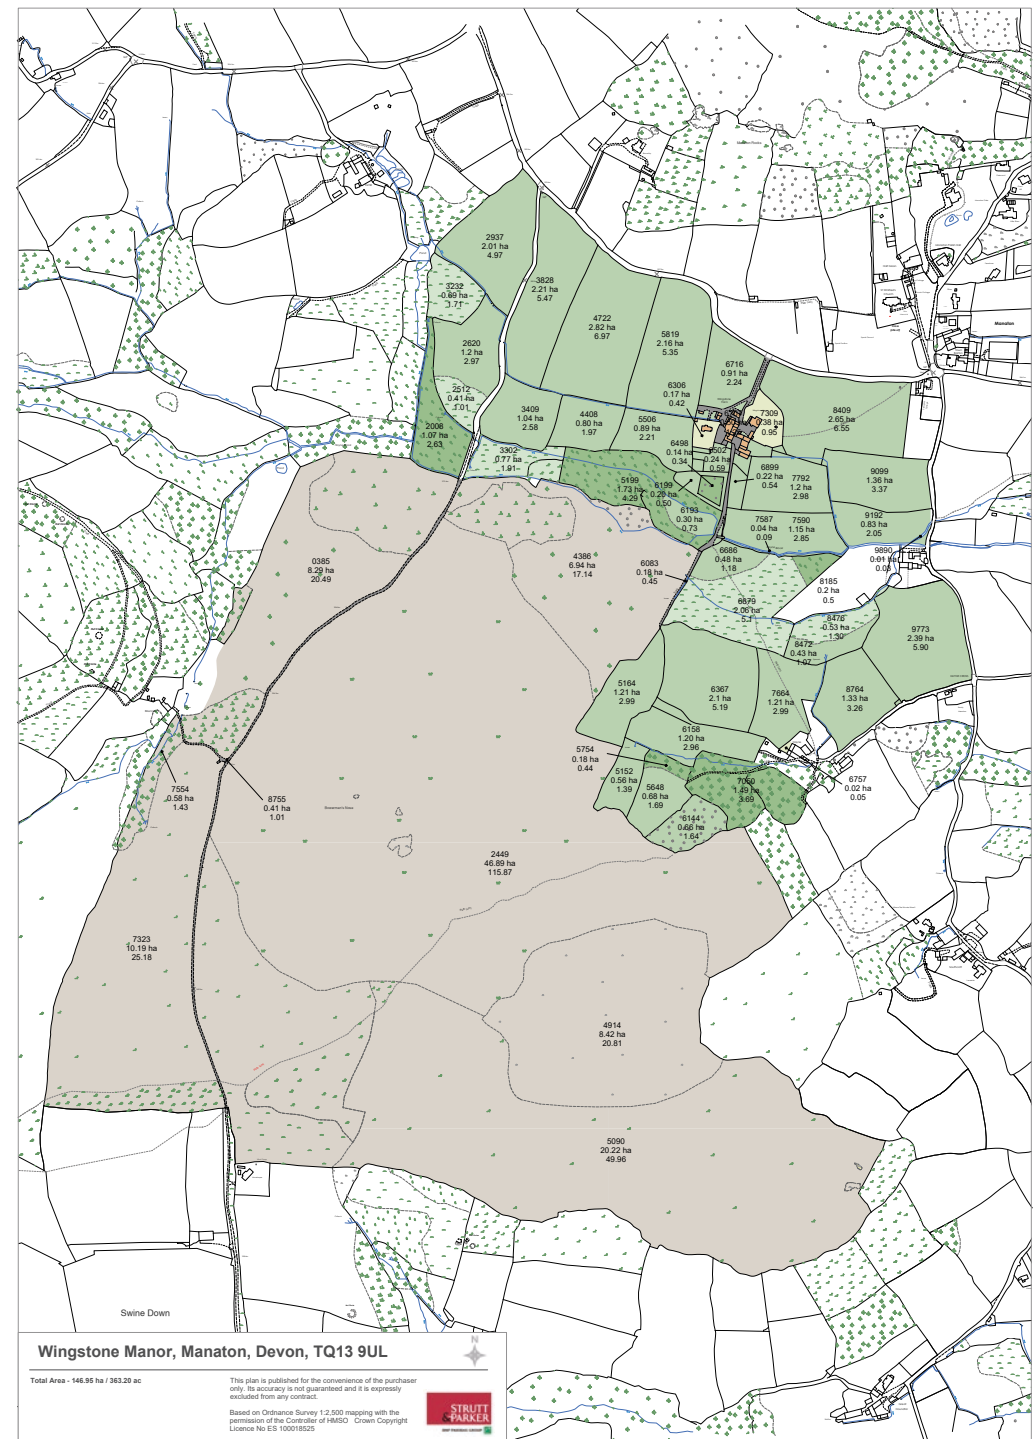 2937
2.01 ha
4.97
3232
0.69 ha
1.71
3828
2.21 ha
5.47
4722
2.82 ha
6.97
5819
2.16 ha
5.35
2620
1.2 ha
2.97
6716
0.91 ha
2.24
2512
0.41 ha
1.01
6306
0.17 ha
0.42
3409
1.04 ha
2.58
4408
0.80 ha
1.97
5506
0.89 ha
2.21
7309
0.95
8409
2.65 ha
6.55
2008
1.07 ha
2.63
3302
0.77 ha
1.91
6498
0.14 ha
0.34
6502
0.24 ha
0.59
5199
1.73 ha
4.29
6199
0.20 ha
0.50
6899
0.22 ha
0.54
7792
1.2 ha
2.98
9099
1.36 ha
3.37
6193
0.30 ha
0.73
7587
0.04 ha
0.09
7590
1.15 ha
2.85
9192
0.83 ha
2.05
0385
8.29 ha
20.49
4386
6.94 ha
17.14
6083
0.18 ha
0.45
6686
0.48 ha
1.18
9890
0.01 ha
0.03
8185
0.2 ha
0.5
6879
2.06 ha
5.1
8476
0.53 ha
1.30
8472
0.43 ha
1.07
9773
2.39 ha
5.90
5164
1.21 ha
2.99
6367
2.1 ha
5.19
7664
1.21 ha
2.99
8764
1.33 ha
3.26
6158
1.20 ha
2.96
5754
0.18 ha
0.44
5152
0.56 ha
1.39
5648
0.68 ha
1.69
7050
1.49 ha
3.69
6757
0.02 ha
0.05
6144
0.66 ha
1.64
7554
0.58 ha
1.43
8755
0.41 ha
1.01
2449
46.89 ha
115.87
7323
10.19 ha
25.18
4914
8.42 ha
20.81
5090
20.22 ha
49.96
Manaton
Swine Down
Wingstone Manor, Manaton, Devon, TQ13 9UL
N
Total Area - 146.95 ha / 363.20 ac
This plan is published for the convenience of the purchaser
only. Its accuracy is not guaranteed and it is expressly
excluded from any contract.
Based on Ordnance Survey 1:2,500 mapping with the
permission of the Controller of HMSO Crown Copyright
Licence No ES 100018525
STRUTT
&PARKER
BNP PARIBAS GROUP